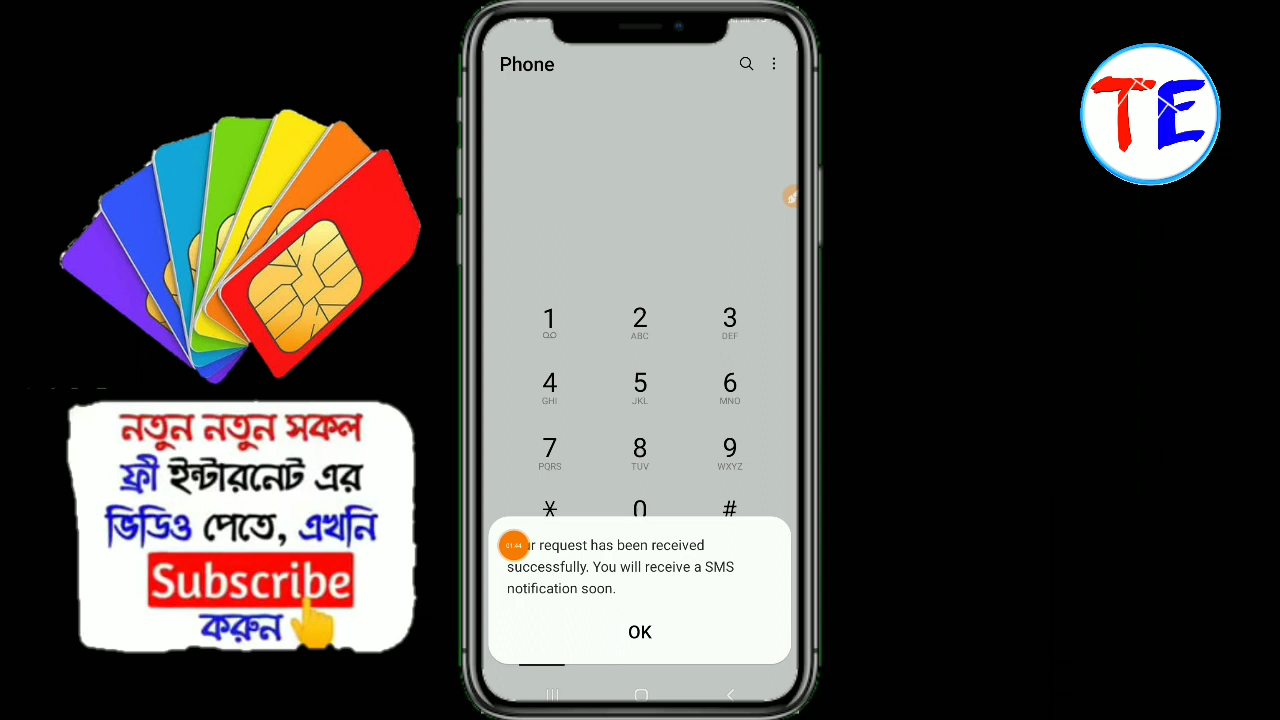 Phone
TE
1
2
ABC
3
DEF
4
GHI
5
JKL
6
MNO
7
PQRS
8
TUV
9
WXYZ
*
0
#
01:44
request has been received
successfully. You will receive a SMS
notification soon.
OK
নতুন নতুন সকল
ফ্রী ইন্টারনেট এর
ভিডিও পেতে, এখনি
Subscribe
করুন